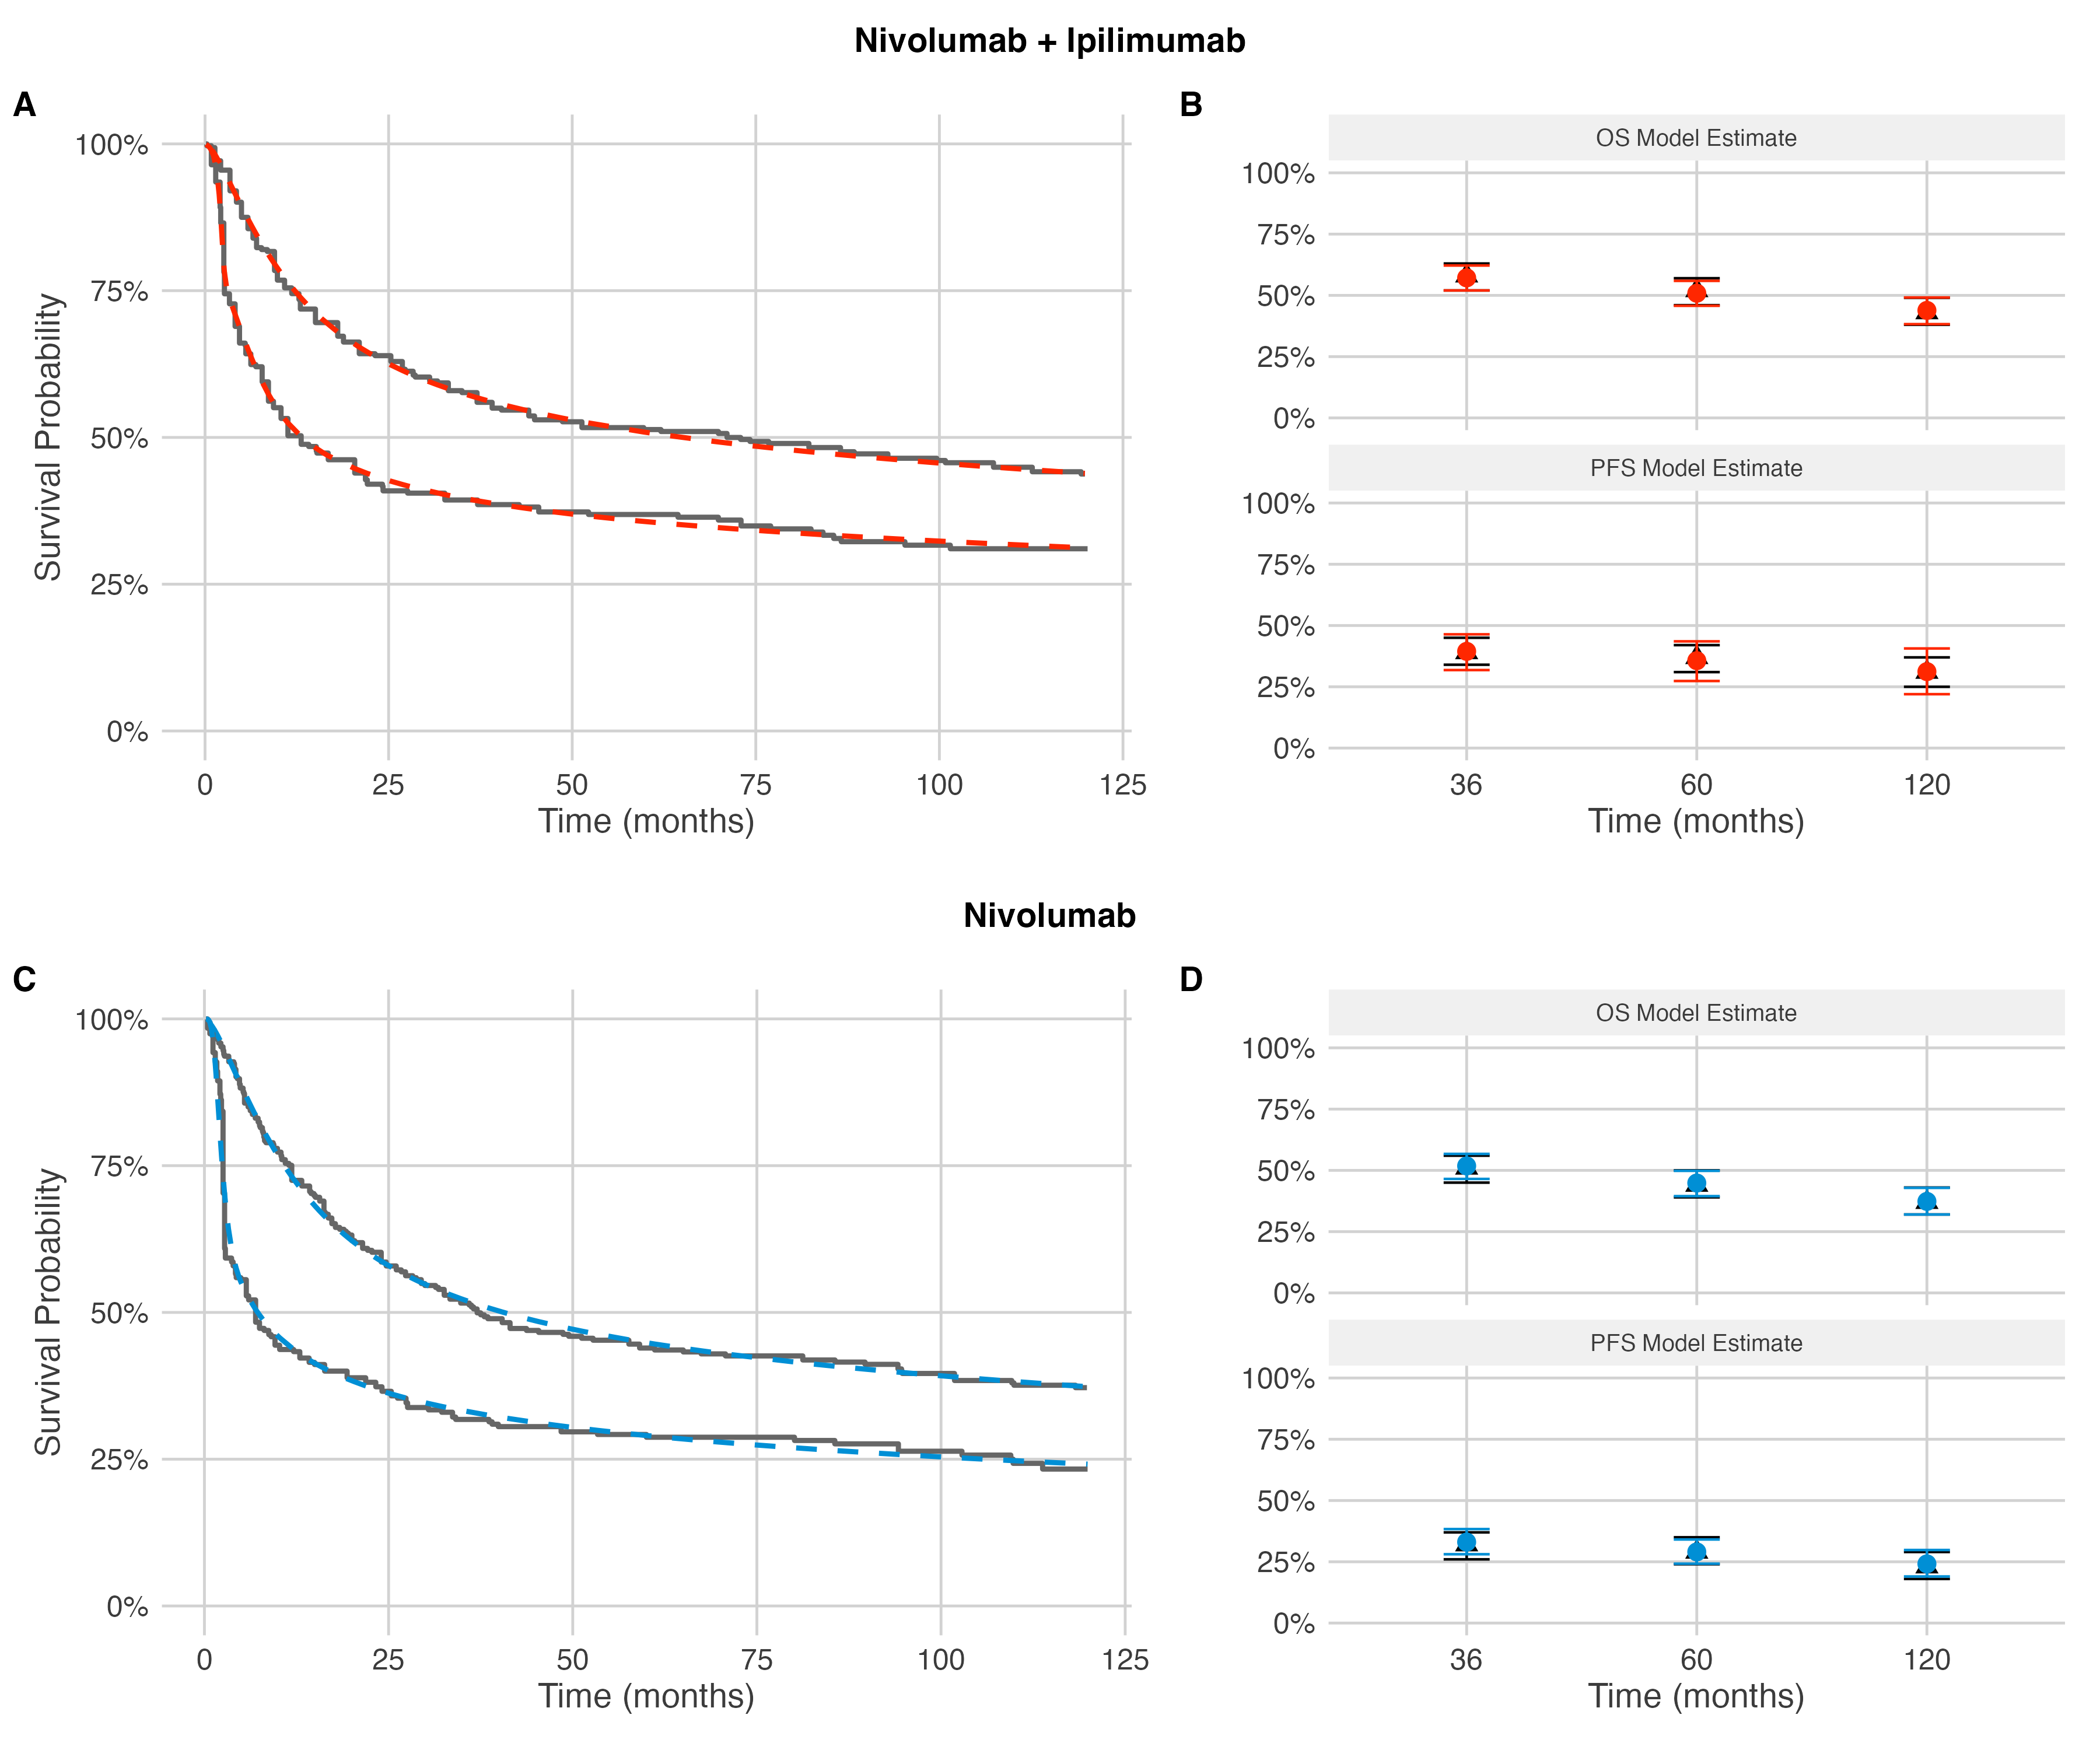 Nivolumab + Ipilimumab
A
100%
75%
50%
25%
0%
Survival Probability
0 25 50 75 100 125
Time (months)
B
OS Model Estimate
100%
75%
50%
25%
0%
PFS Model Estimate
100%
75%
50%
25%
0%
36 60 120
Time (months)
Nivolumab
C
100%
75%
50%
25%
0%
Survival Probability
0 25 50 75 100 125
Time (months)
D
OS Model Estimate
100%
75%
50%
25%
0%
PFS Model Estimate
100%
75%
50%
25%
0%
36 60 120
Time (months)